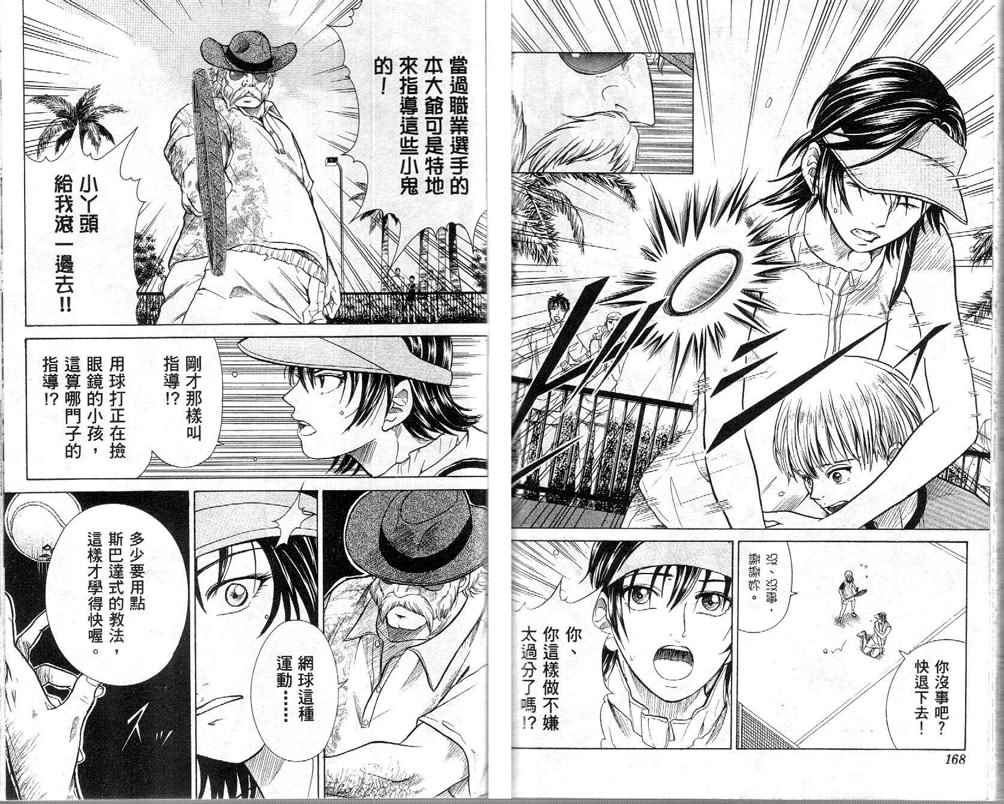 你沒事吧？
快退下去！
沒、沒事，
謝謝。
你、
你這樣做不嫌
太過分了嗎！？
168
當過職業選手的
本大爺可是特地
來指導這些小鬼
的！
小丫頭
給我滾一邊去！！
剛才那樣叫
指導！？
用球打正在撿
眼鏡的小孩，
這算哪門子的
指導！？
網球這種
運動……
多少要用點
斯巴達式的教法，
這樣才學得快喔。